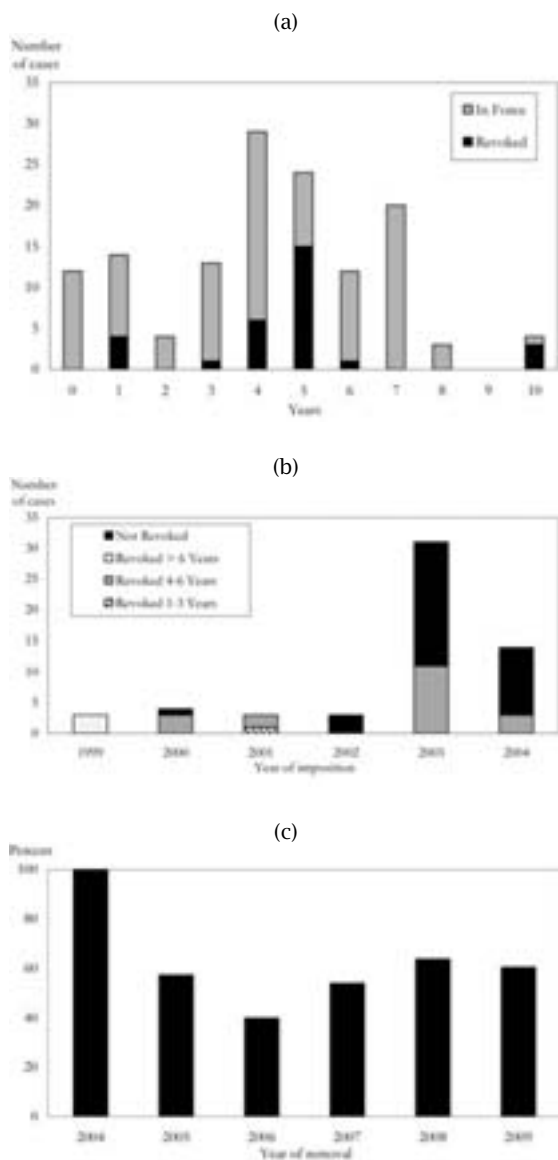 (a)
Number
of cases
35
30
25
20
15
10
5
0
In Force
Revoked
0 1 2 3 4 5 6 7 8 9 10
Years
(b)
Number
of cases
35
30
25
20
15
10
5
0
Not Revoked
Revoked > 6 Years
Revoked 4-6 Years
Revoked 1-3 Years
1999 2000 2001 2002 2003 2004
Year of imposition
(c)
Percent
100
80
60
40
20
0
2004 2005 2006 2007 2008 2009
Year of removal